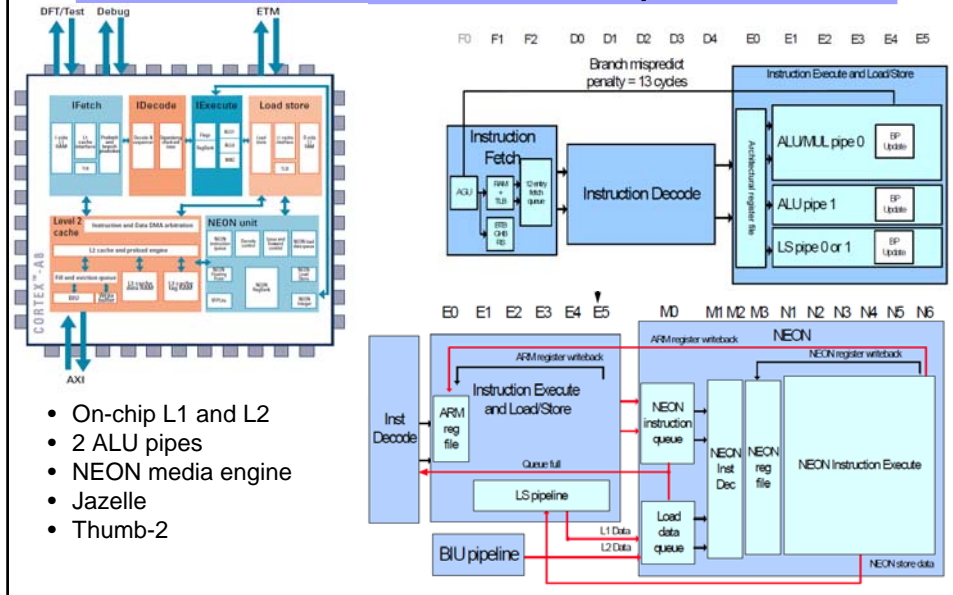 DFT/Test
Debug
ETM
IFetch
IDecode
IExecute
Load store
Level 2
cache
Instruction and Data DMA arbitration
L2 cache and preload engine
Fill and eviction queue
BIU
NEON unit
CORTEX™-A8
AXI
• On-chip L1 and L2
• 2 ALU pipes
• NEON media engine
• Jazelle
• Thumb-2
F0 F1 F2 D0 D1 D2 D3 D4 E0 E1 E2 E3 E4 E5
Branch mispredict
penalty = 13 cycles
Instruction
Fetch
AGU
RAM
+
TLB
12 entry
fetch
queue
BTB
GHB
RS
Instruction Decode
Instruction Execute and Load/Store
Architectural register file
ALU/MUL pipe 0
BP
Update
ALU pipe 1
BP
Update
LS pipe 0 or 1
BP
Update
E0 E1 E2 E3 E4 E5 M0 M1 M2 M3 N1 N2 N3 N4 N5 N6
NEON
ARM register writeback
ARM register writeback
NEON register writeback
Inst
Decode
ARM
reg
file
Instruction Execute
and Load/Store
NEON
instruction
queue
NEON
Inst
Dec
NEON
reg
file
NEON Instruction Execute
Queue full
LS pipeline
Load
data
queue
L1 Data
L2 Data
BIU pipeline
NEON store data